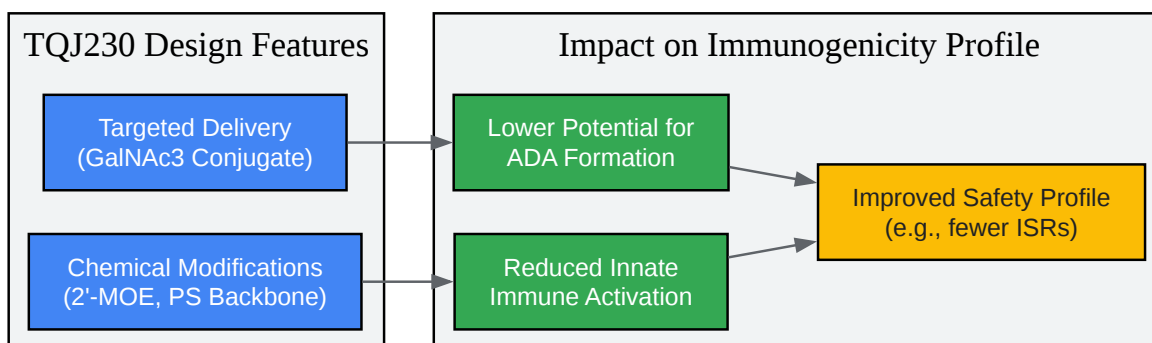 TQJ230 Design Features
Impact on Immunogenicity Profile
Targeted Delivery
(GalNAc3 Conjugate)
Lower Potential for
ADA Formation
Improved Safety Profile
(e.g., fewer ISRs)
Chemical Modifications
(2'-MOE, PS Backbone)
Reduced Innate
Immune Activation